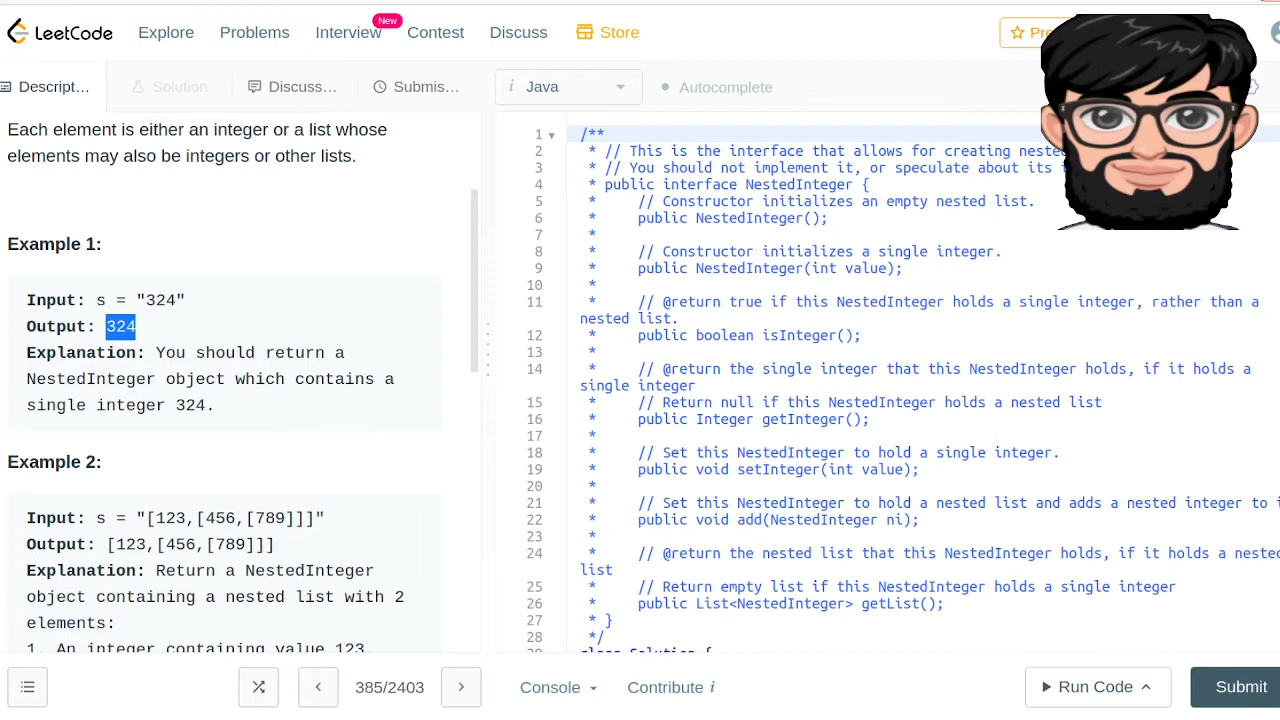 LeetCode Explore Problems Interview New Contest Discuss Store
Descript... Solution Discuss... Submis... i Java Autocomplete
Each element is either an integer or a list whose
elements may also be integers or other lists.
Example 1:
Input: s = "324"
Output: 324
Explanation: You should return a
NestedInteger object which contains a
single integer 324.
Example 2:
Input: s = "[123,[456,[789]]]"
Output: [123,[456,[789]]]
Explanation: Return a NestedInteger
object containing a nested list with 2
elements:
1. An integer containing value 123.
1 /**
2 * // This is the interface that allows for creating nested
3 * // You should not implement it, or speculate about its
4 * public interface NestedInteger {
5 * // Constructor initializes an empty nested list.
6 * public NestedInteger();
7 *
8 * // Constructor initializes a single integer.
9 * public NestedInteger(int value);
10 *
11 * // @return true if this NestedInteger holds a single integer, rather than a
nested list.
12 * public boolean isInteger();
13 *
14 * // @return the single integer that this NestedInteger holds, if it holds a
single integer
15 * // Return null if this NestedInteger holds a nested list
16 * public Integer getInteger();
17 *
18 * // Set this NestedInteger to hold a single integer.
19 * public void setInteger(int value);
20 *
21 * // Set this NestedInteger to hold a nested list and adds a nested integer to
22 * public void add(NestedInteger ni);
23 *
24 * // @return the nested list that this NestedInteger holds, if it holds a nested
list
25 * // Return empty list if this NestedInteger holds a single integer
26 * public List<NestedInteger> getList();
27 * }
28 */
class Solution {
385/2403 Console Contribute i Run Code Submit